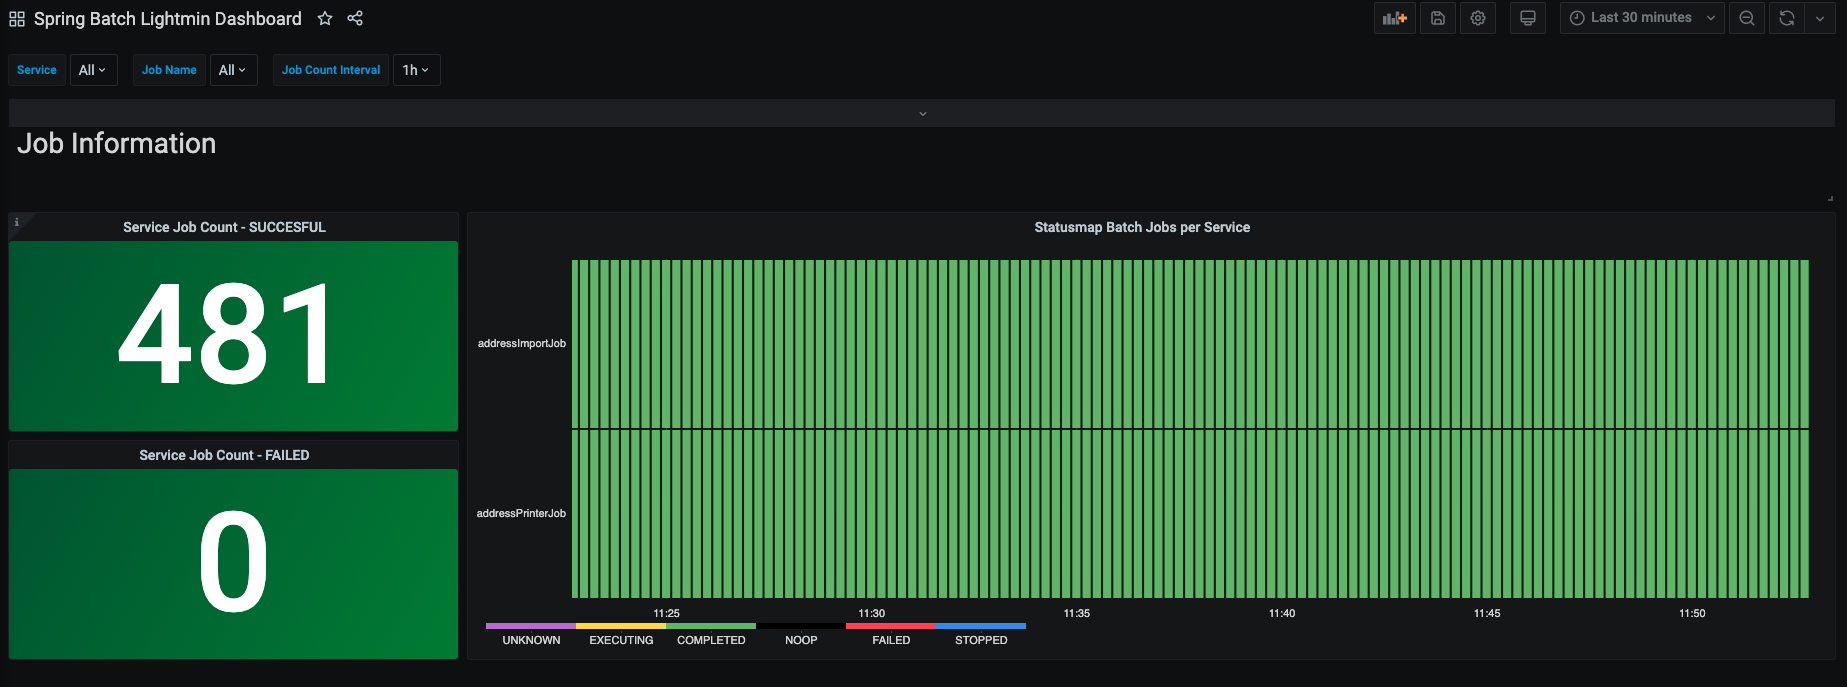 Spring Batch Lightmin Dashboard
Last 30 minutes
Service All Job Name All Job Count Interval 1h
Job Information
i
Service Job Count - SUCCESFUL
481
Service Job Count - FAILED
0
Statusmap Batch Jobs per Service
addressImportJob
addressPrinterJob
11:25 11:30 11:35 11:40 11:45 11:50
UNKNOWN EXECUTING COMPLETED NOOP FAILED STOPPED